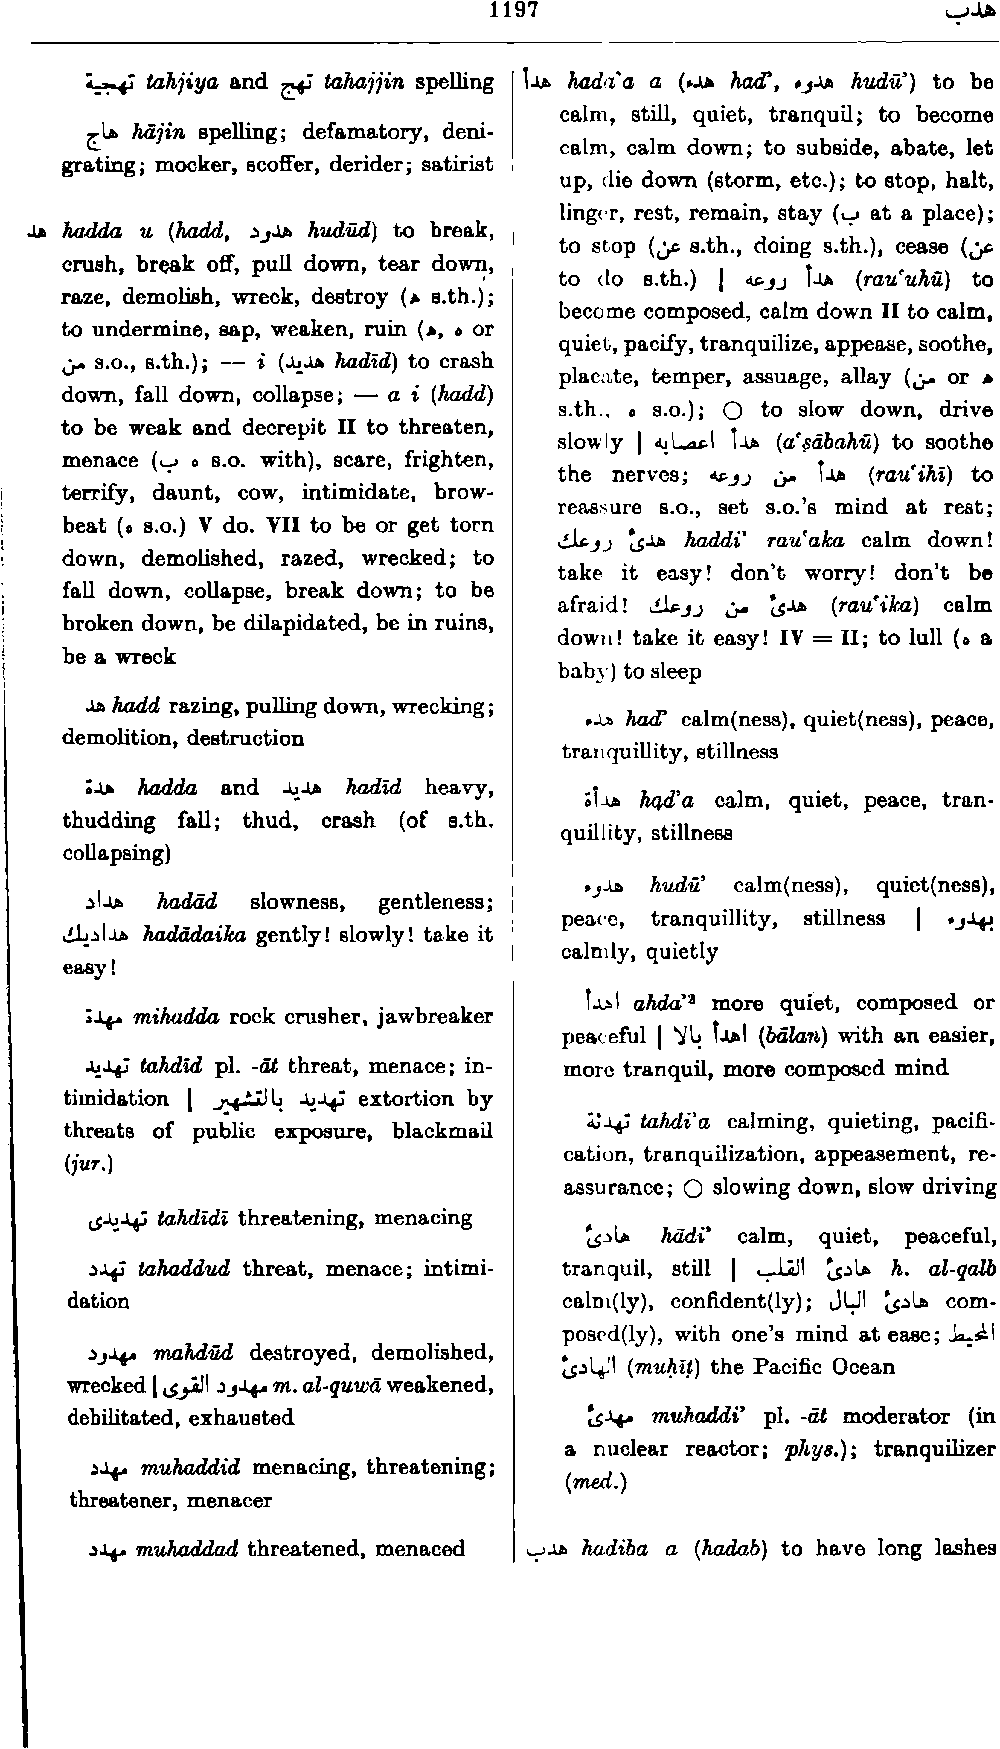 1197
هدب
تهجية tahjiya and تهج tahajjin spelling
هاج hājin spelling; defamatory, deni-
grating; mocker, scoffer, derider; satirist
هد hadda u (hadd, هدود hudūd) to break,
crush, break off, pull down, tear down,
raze, demolish, wreck, destroy (ه s.th.);
to undermine, sap, weaken, ruin (ه, ه or
من s.o., s.th.); — i (هديد hadīd) to crash
down, fall down, collapse; — a i (hadd)
to be weak and decrepit II to threaten,
menace (ب ه s.o. with), scare, frighten,
terrify, daunt, cow, intimidate, brow-
beat (ه s.o.) V do. VII to be or get torn
down, demolished, razed, wrecked; to
fall down, collapse, break down; to be
broken down, be dilapidated, be in ruins,
be a wreck
هد hadd razing, pulling down, wrecking;
demolition, destruction
هدة hadda and هديد hadīd heavy,
thudding fall; thud, crash (of s.th.
collapsing)
هداد hadād slowness, gentleness;
هداديك hadādaika gently! slowly! take it
easy!
مهدة mihadda rock crusher, jawbreaker
تهديد tahdīd pl. -āt threat, menace; in-
timidation | تهديد بالتشهير extortion by
threats of public exposure, blackmail
(jur.)
تهديدى tahdīdī threatening, menacing
تهدد tahaddud threat, menace; intimi-
dation
مهدود mahdūd destroyed, demolished,
wrecked | مهدود القوى m. al-quwā weakened,
debilitated, exhausted
مهدد muhaddid menacing, threatening;
threatener, menacer
مهدد muhaddad threatened, menaced
هدأ hada'a a (هدء had', هدوء hudū') to be
calm, still, quiet, tranquil; to become
calm, calm down; to subside, abate, let
up, die down (storm, etc.); to stop, halt,
linger, rest, remain, stay (ب at a place);
to stop (عن s.th., doing s.th.), cease (عن
to do s.th.) | هدأ روعه (rau‘uhū) to
become composed, calm down II to calm,
quiet, pacify, tranquilize, appease, soothe,
placate, temper, assuage, allay (من or ه
s.th., ه s.o.); ○ to slow down, drive
slowly | هدأ اعصابه (a‘ṣābahū) to soothe
the nerves; هدأ من روعه (rau‘ihī) to
reassure s.o., set s.o.'s mind at rest;
هدئ روعك haddi' rau‘aka calm down!
take it easy! don't worry! don't be
afraid! هدئ من روعك (rau‘ika) calm
down! take it easy! IV = II; to lull (ه a
baby) to sleep
هدء had' calm(ness), quiet(ness), peace,
tranquillity, stillness
هدأة had'a calm, quiet, peace, tran-
quillity, stillness
هدوء hudū' calm(ness), quiet(ness),
peace, tranquillity, stillness | بهدوء
calmly, quietly
اهدأ ahda'² more quiet, composed or
peaceful | اهدأ بالا (bālan) with an easier,
more tranquil, more composed mind
تهدئة tahdi'a calming, quieting, pacifi-
cation, tranquilization, appeasement, re-
assurance; ○ slowing down, slow driving
هادئ hādi' calm, quiet, peaceful,
tranquil, still | هادئ القلب h. al-qalb
calm(ly), confident(ly); هادئ البال com-
posed(ly), with one's mind at ease; المحيط
الهادئ (muḥīṭ) the Pacific Ocean
مهدئ muhaddi' pl. -āt moderator (in
a nuclear reactor; phys.); tranquilizer
(med.)
هدب hadiba a (hadab) to have long lashes